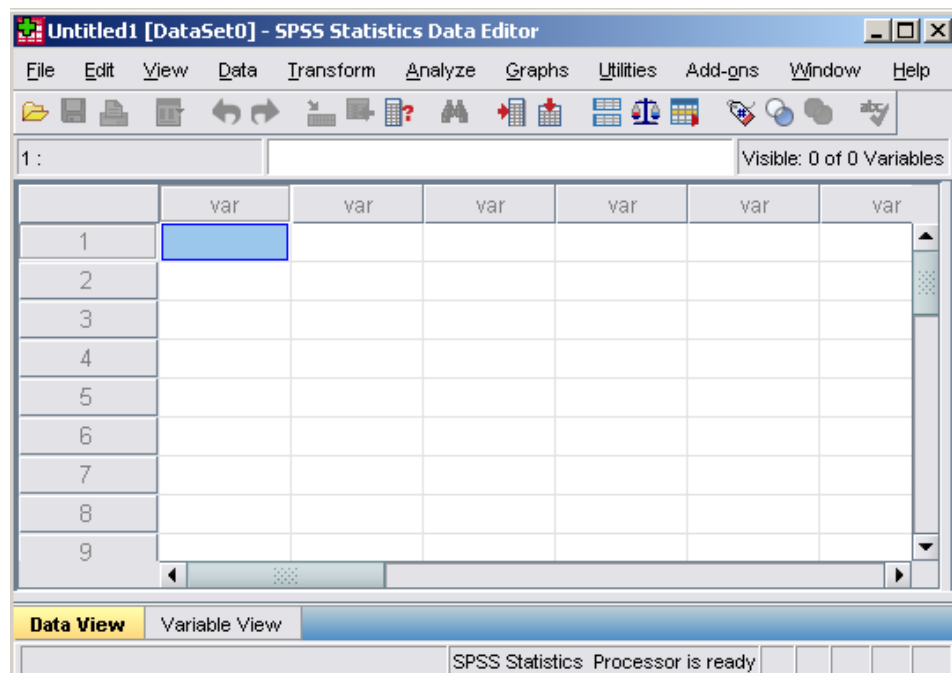 Untitled1 [DataSet0] - SPSS Statistics Data Editor
File Edit View Data Transform Analyze Graphs Utilities Add-ons Window Help
1 :
Visible: 0 of 0 Variables
var var var var var var
1
2
3
4
5
6
7
8
9
Data View Variable View
SPSS Statistics Processor is ready